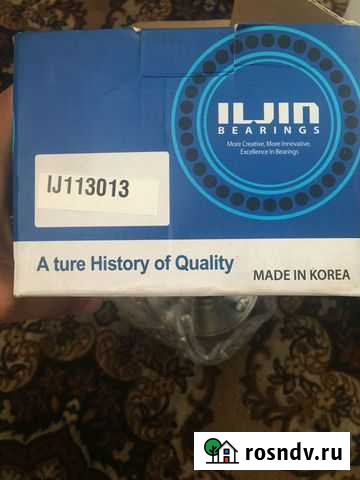 ILJIN
BEARINGS
More Creative, More Innovative,
Excellence in Bearings
IJ113013
A ture History of Quality
MADE IN KOREA
rosndv.ru